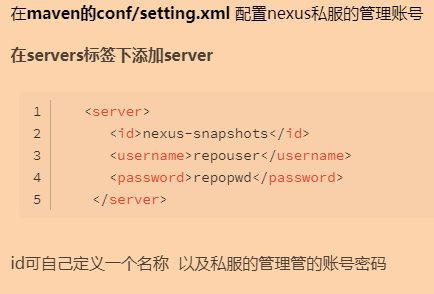 在maven的conf/setting.xml 配置nexus私服的管理账号
在servers标签下添加server
1 <server>
2 <id>nexus-snapshots</id>
3 <username>repouser</username>
4 <password>repopwd</password>
5 </server>
id可自己定义一个名称 以及私服的管理管的账号密码